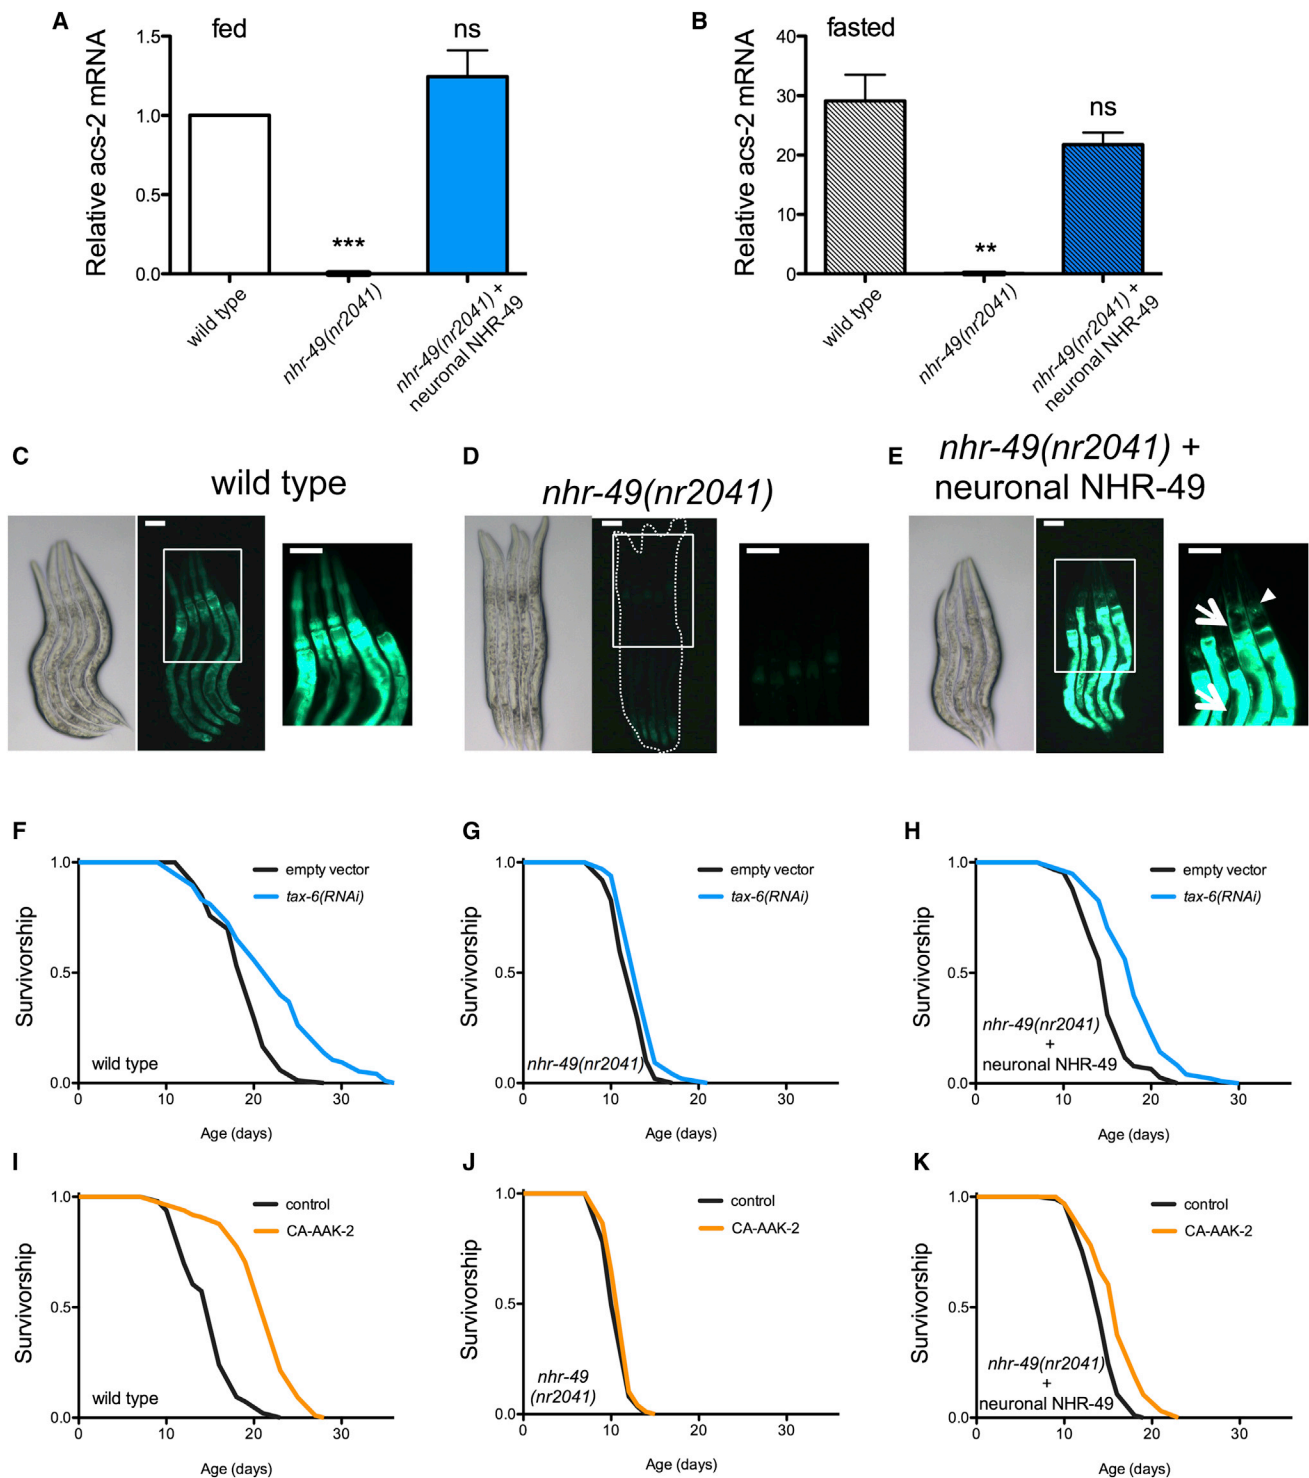 A
fed
ns
Relative acs-2 mRNA
1.5
1.0
0.5
0.0
***
wild type
nhr-49(nr2041)
nhr-49(nr2041) +
neuronal NHR-49
B
fasted
Relative acs-2 mRNA
40
30
20
10
0
**
ns
wild type
nhr-49(nr2041)
nhr-49(nr2041) +
neuronal NHR-49
C
wild type
D
nhr-49(nr2041)
E
nhr-49(nr2041) +
neuronal NHR-49
F
1.0
0.5
0.0
Survivorship
empty vector
tax-6(RNAi)
wild type
0 10 20 30
Age (days)
G
1.0
0.5
0.0
Survivorship
empty vector
tax-6(RNAi)
nhr-49(nr2041)
0 10 20 30
Age (days)
H
1.0
0.5
0.0
Survivorship
empty vector
tax-6(RNAi)
nhr-49(nr2041)
+
neuronal NHR-49
0 10 20 30
Age (days)
I
1.0
0.5
0.0
Survivorship
control
CA-AAK-2
wild type
0 10 20 30
Age (days)
J
1.0
0.5
0.0
Survivorship
control
CA-AAK-2
nhr-49
(nr2041)
0 10 20 30
Age (days)
K
1.0
0.5
0.0
Survivorship
control
CA-AAK-2
nhr-49(nr2041)
+
neuronal NHR-49
0 10 20 30
Age (days)